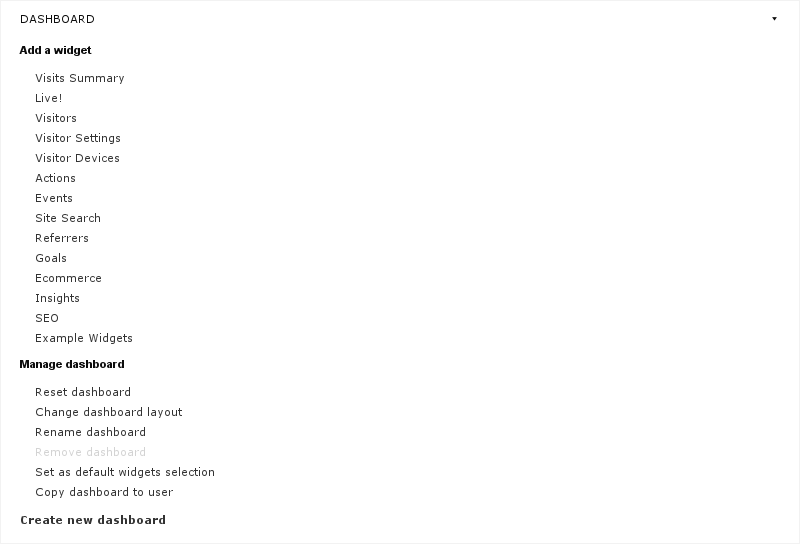 DASHBOARD
Add a widget
Visits Summary
Live!
Visitors
Visitor Settings
Visitor Devices
Actions
Events
Site Search
Referrers
Goals
Ecommerce
Insights
SEO
Example Widgets
Manage dashboard
Reset dashboard
Change dashboard layout
Rename dashboard
Remove dashboard
Set as default widgets selection
Copy dashboard to user
Create new dashboard